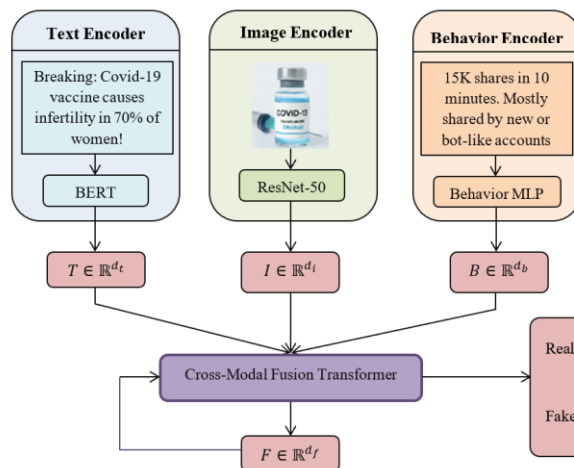 Text Encoder
Image Encoder
Behavior Encoder
Breaking: Covid-19
vaccine causes
infertility in 70% of
women!
COVID-19
15K shares in 10
minutes. Mostly
shared by new or
bot-like accounts
BERT
ResNet-50
Behavior MLP
T ∈ ℝ^{d_t}
I ∈ ℝ^{d_i}
B ∈ ℝ^{d_b}
Cross-Modal Fusion Transformer
Real
Fake
F ∈ ℝ^{d_f}